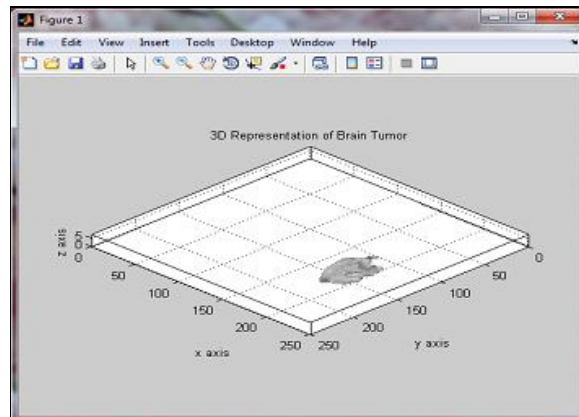 Figure 1
File Edit View Insert Tools Desktop Window Help
3D Representation of Brain Tumor
z axis
5
0
0
50
100
150
200
250
x axis
250
200
150
100
50
0
y axis